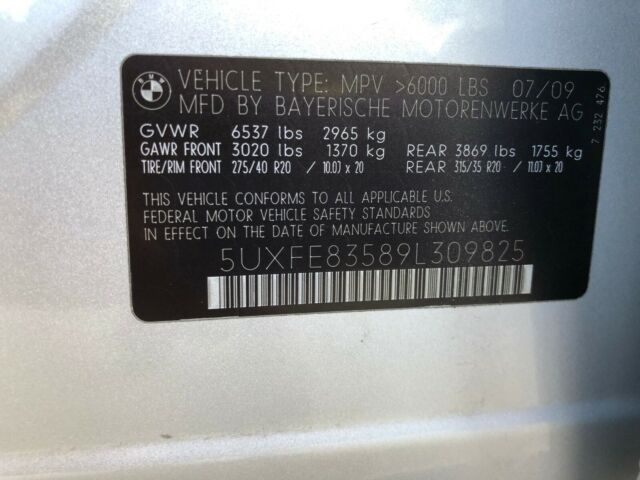 BMW
VEHICLE TYPE: MPV >6000 LBS 07/09
MFD BY BAYERISCHE MOTORENWERKE AG
GVWR 6537 lbs 2965 kg
GAWR FRONT 3020 lbs 1370 kg REAR 3869 lbs 1755 kg
TIRE/RIM FRONT 275/40 R20 / 10.0J x 20 REAR 315/35 R20 / 11.0J x 20
THIS VEHICLE CONFORMS TO ALL APPLICABLE U.S.
FEDERAL MOTOR VEHICLE SAFETY STANDARDS
IN EFFECT ON THE DATE OF MANUFACTURE SHOWN ABOVE.
5UXFE83589L309825
7 232 476